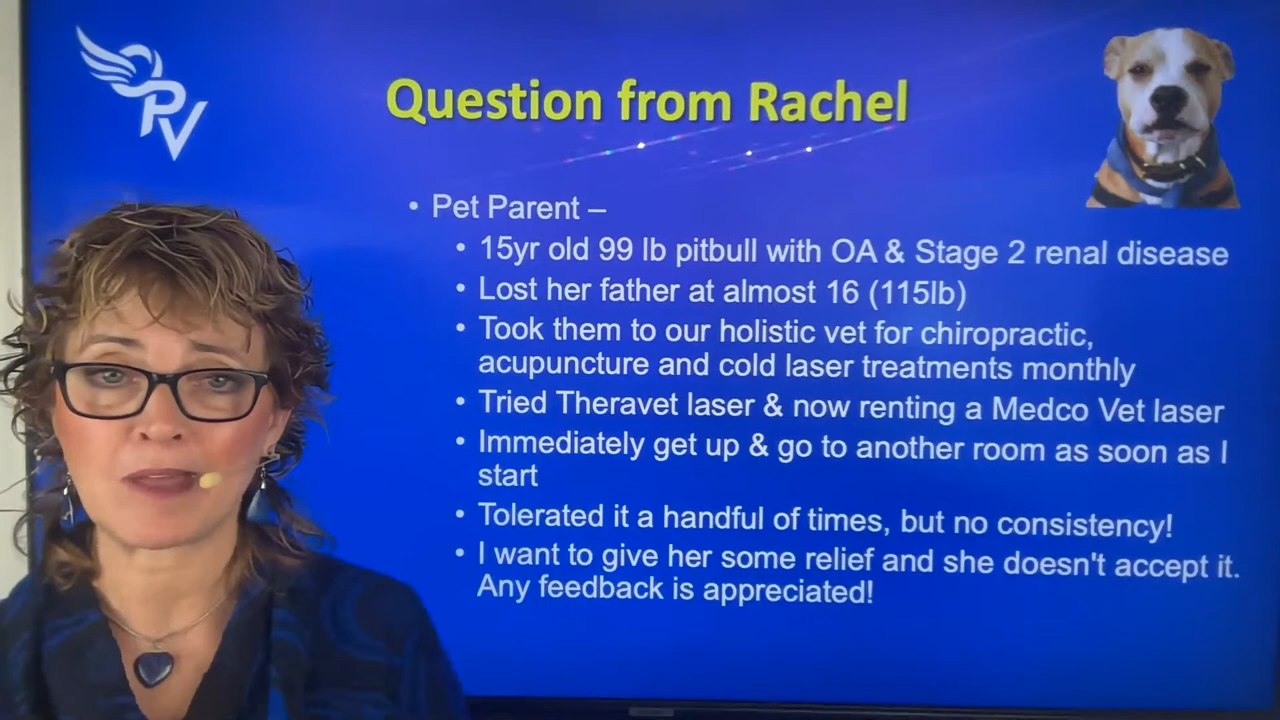 PV
Question from Rachel
• Pet Parent –
• 15yr old 99 lb pitbull with OA & Stage 2 renal disease
• Lost her father at almost 16 (115lb)
• Took them to our holistic vet for chiropractic,
acupuncture and cold laser treatments monthly
• Tried Theravet laser & now renting a Medco Vet laser
• Immediately get up & go to another room as soon as I
start
• Tolerated it a handful of times, but no consistency!
• I want to give her some relief and she doesn't accept it.
Any feedback is appreciated!